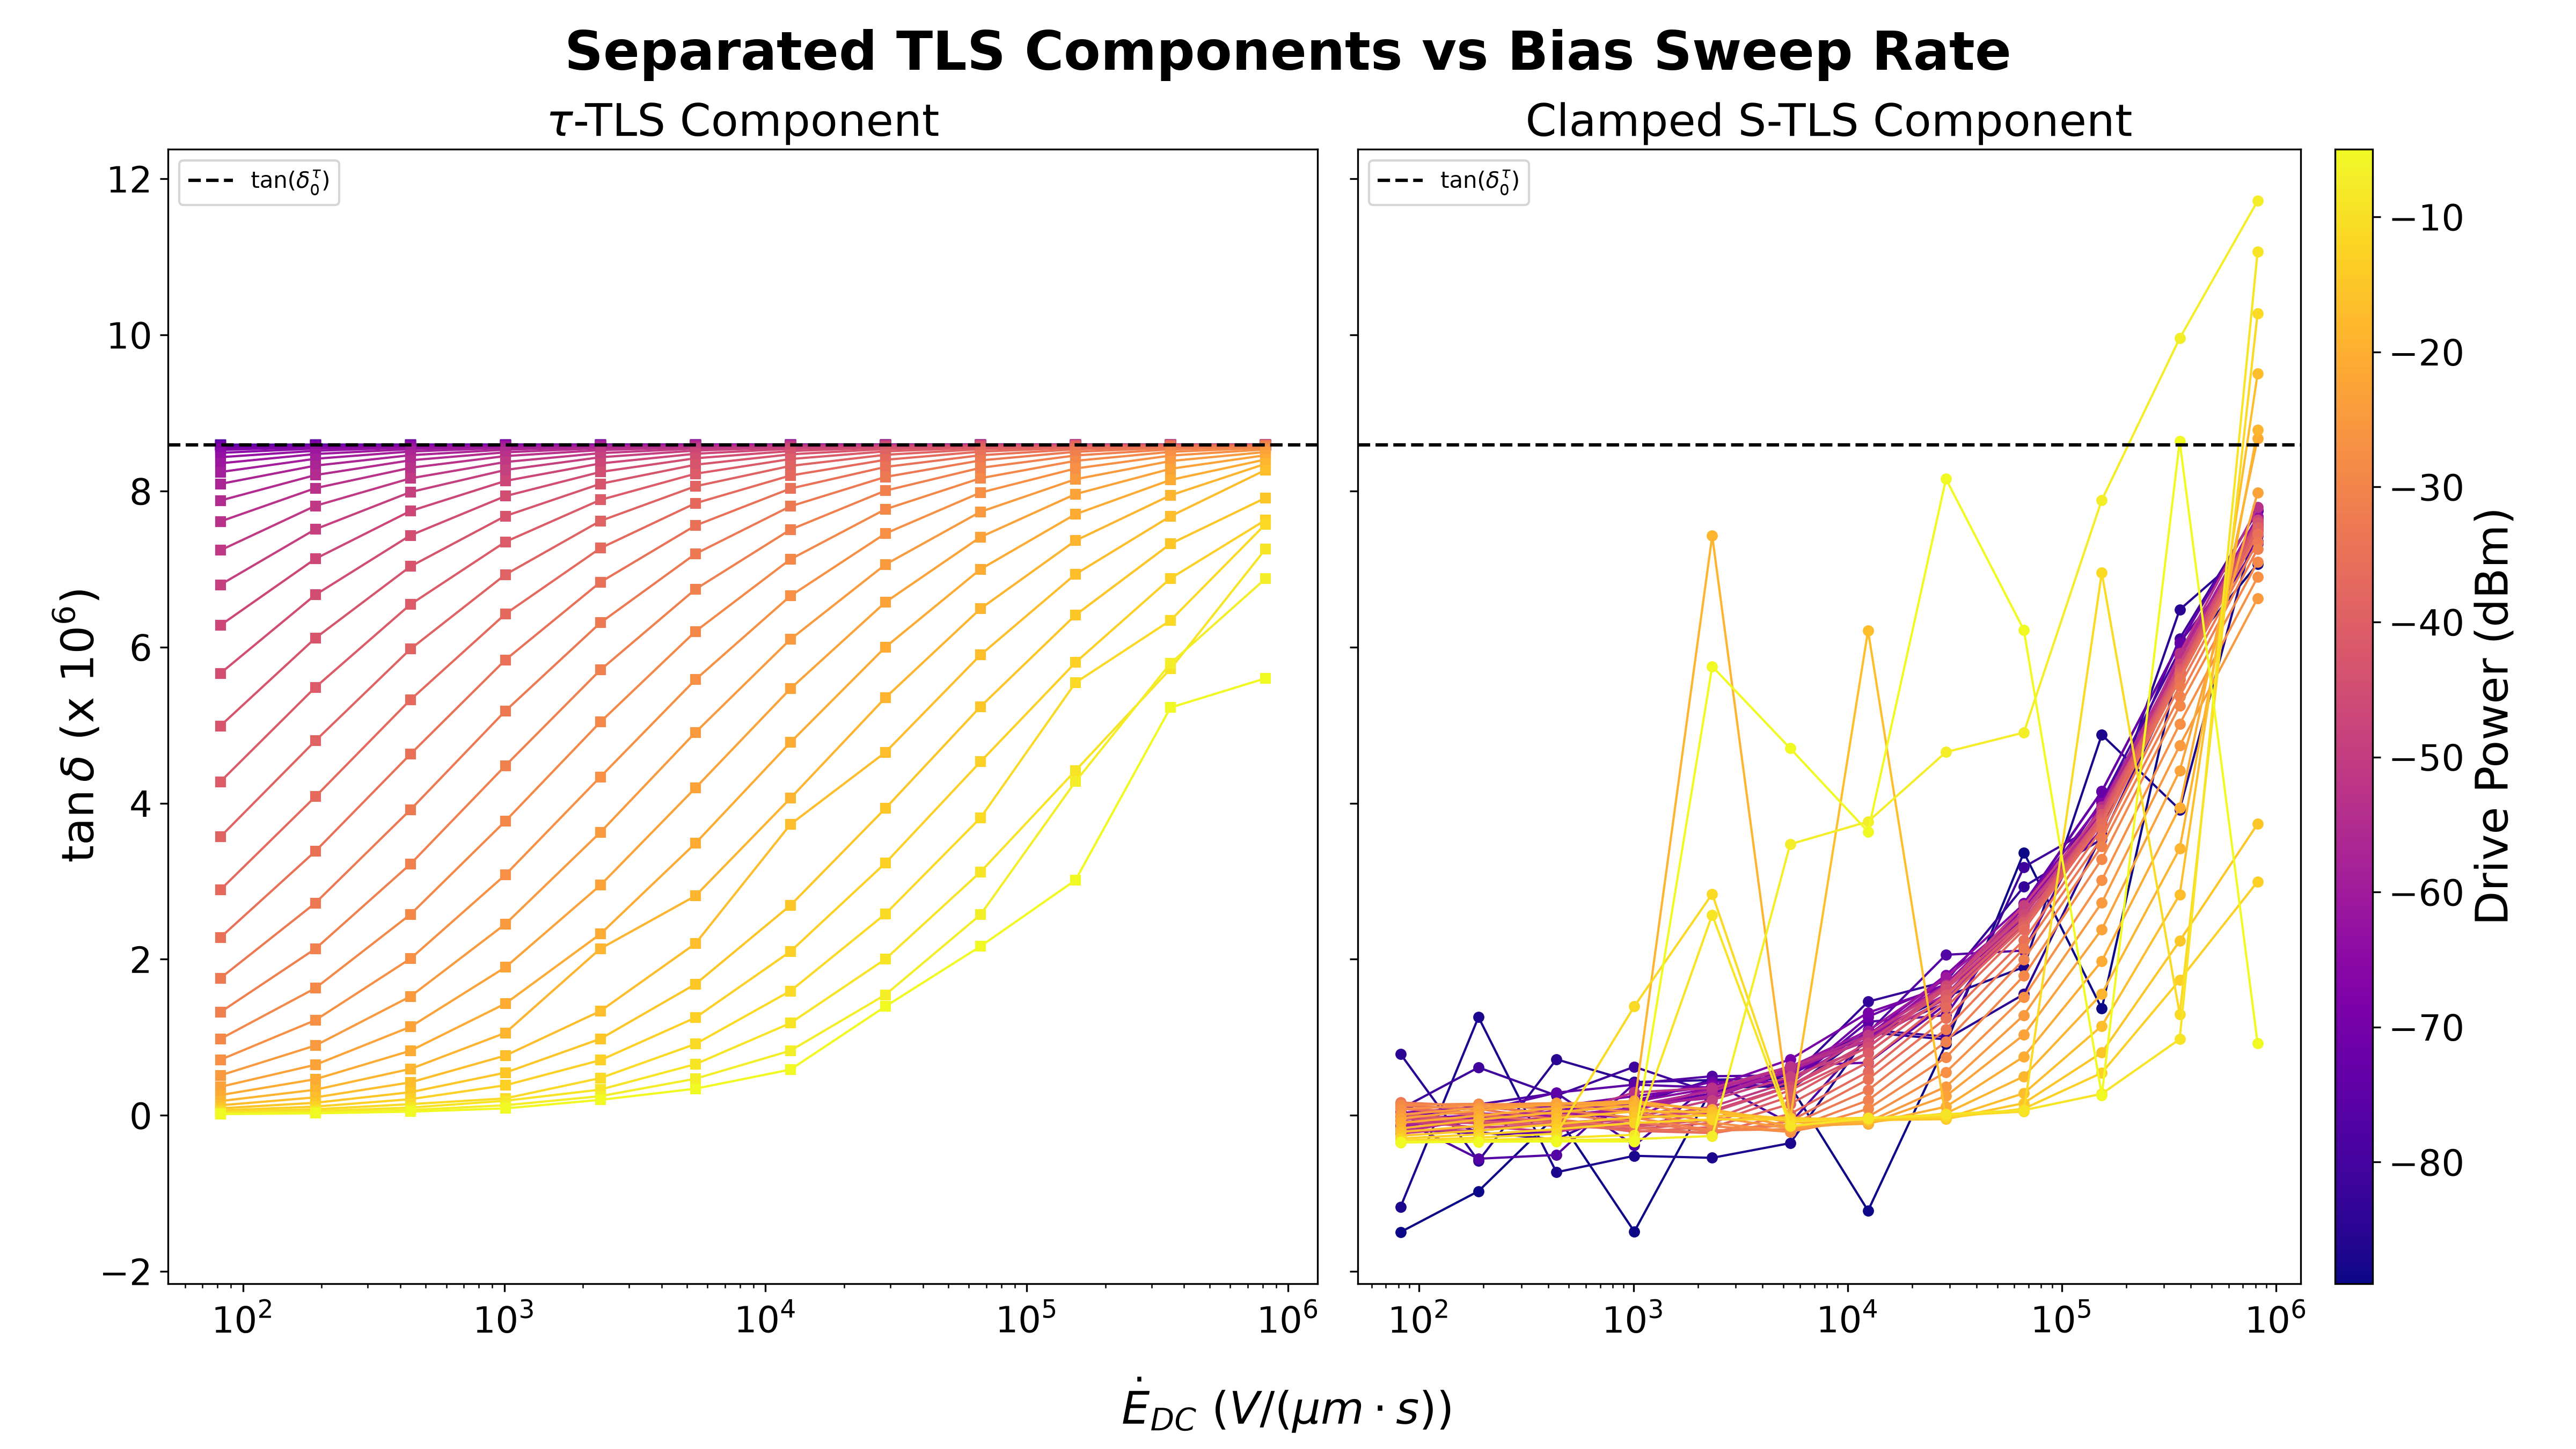 Separated TLS Components vs Bias Sweep Rate
τ-TLS Component
Clamped S-TLS Component
tan(δ₀^τ)
tan(δ₀^τ)
12
10
8
6
4
2
0
−2
tan δ (x 10⁶)
10² 10³ 10⁴ 10⁵ 10⁶
10² 10³ 10⁴ 10⁵ 10⁶
Ė_DC (V/(μm · s))
−10
−20
−30
−40
−50
−60
−70
−80
Drive Power (dBm)